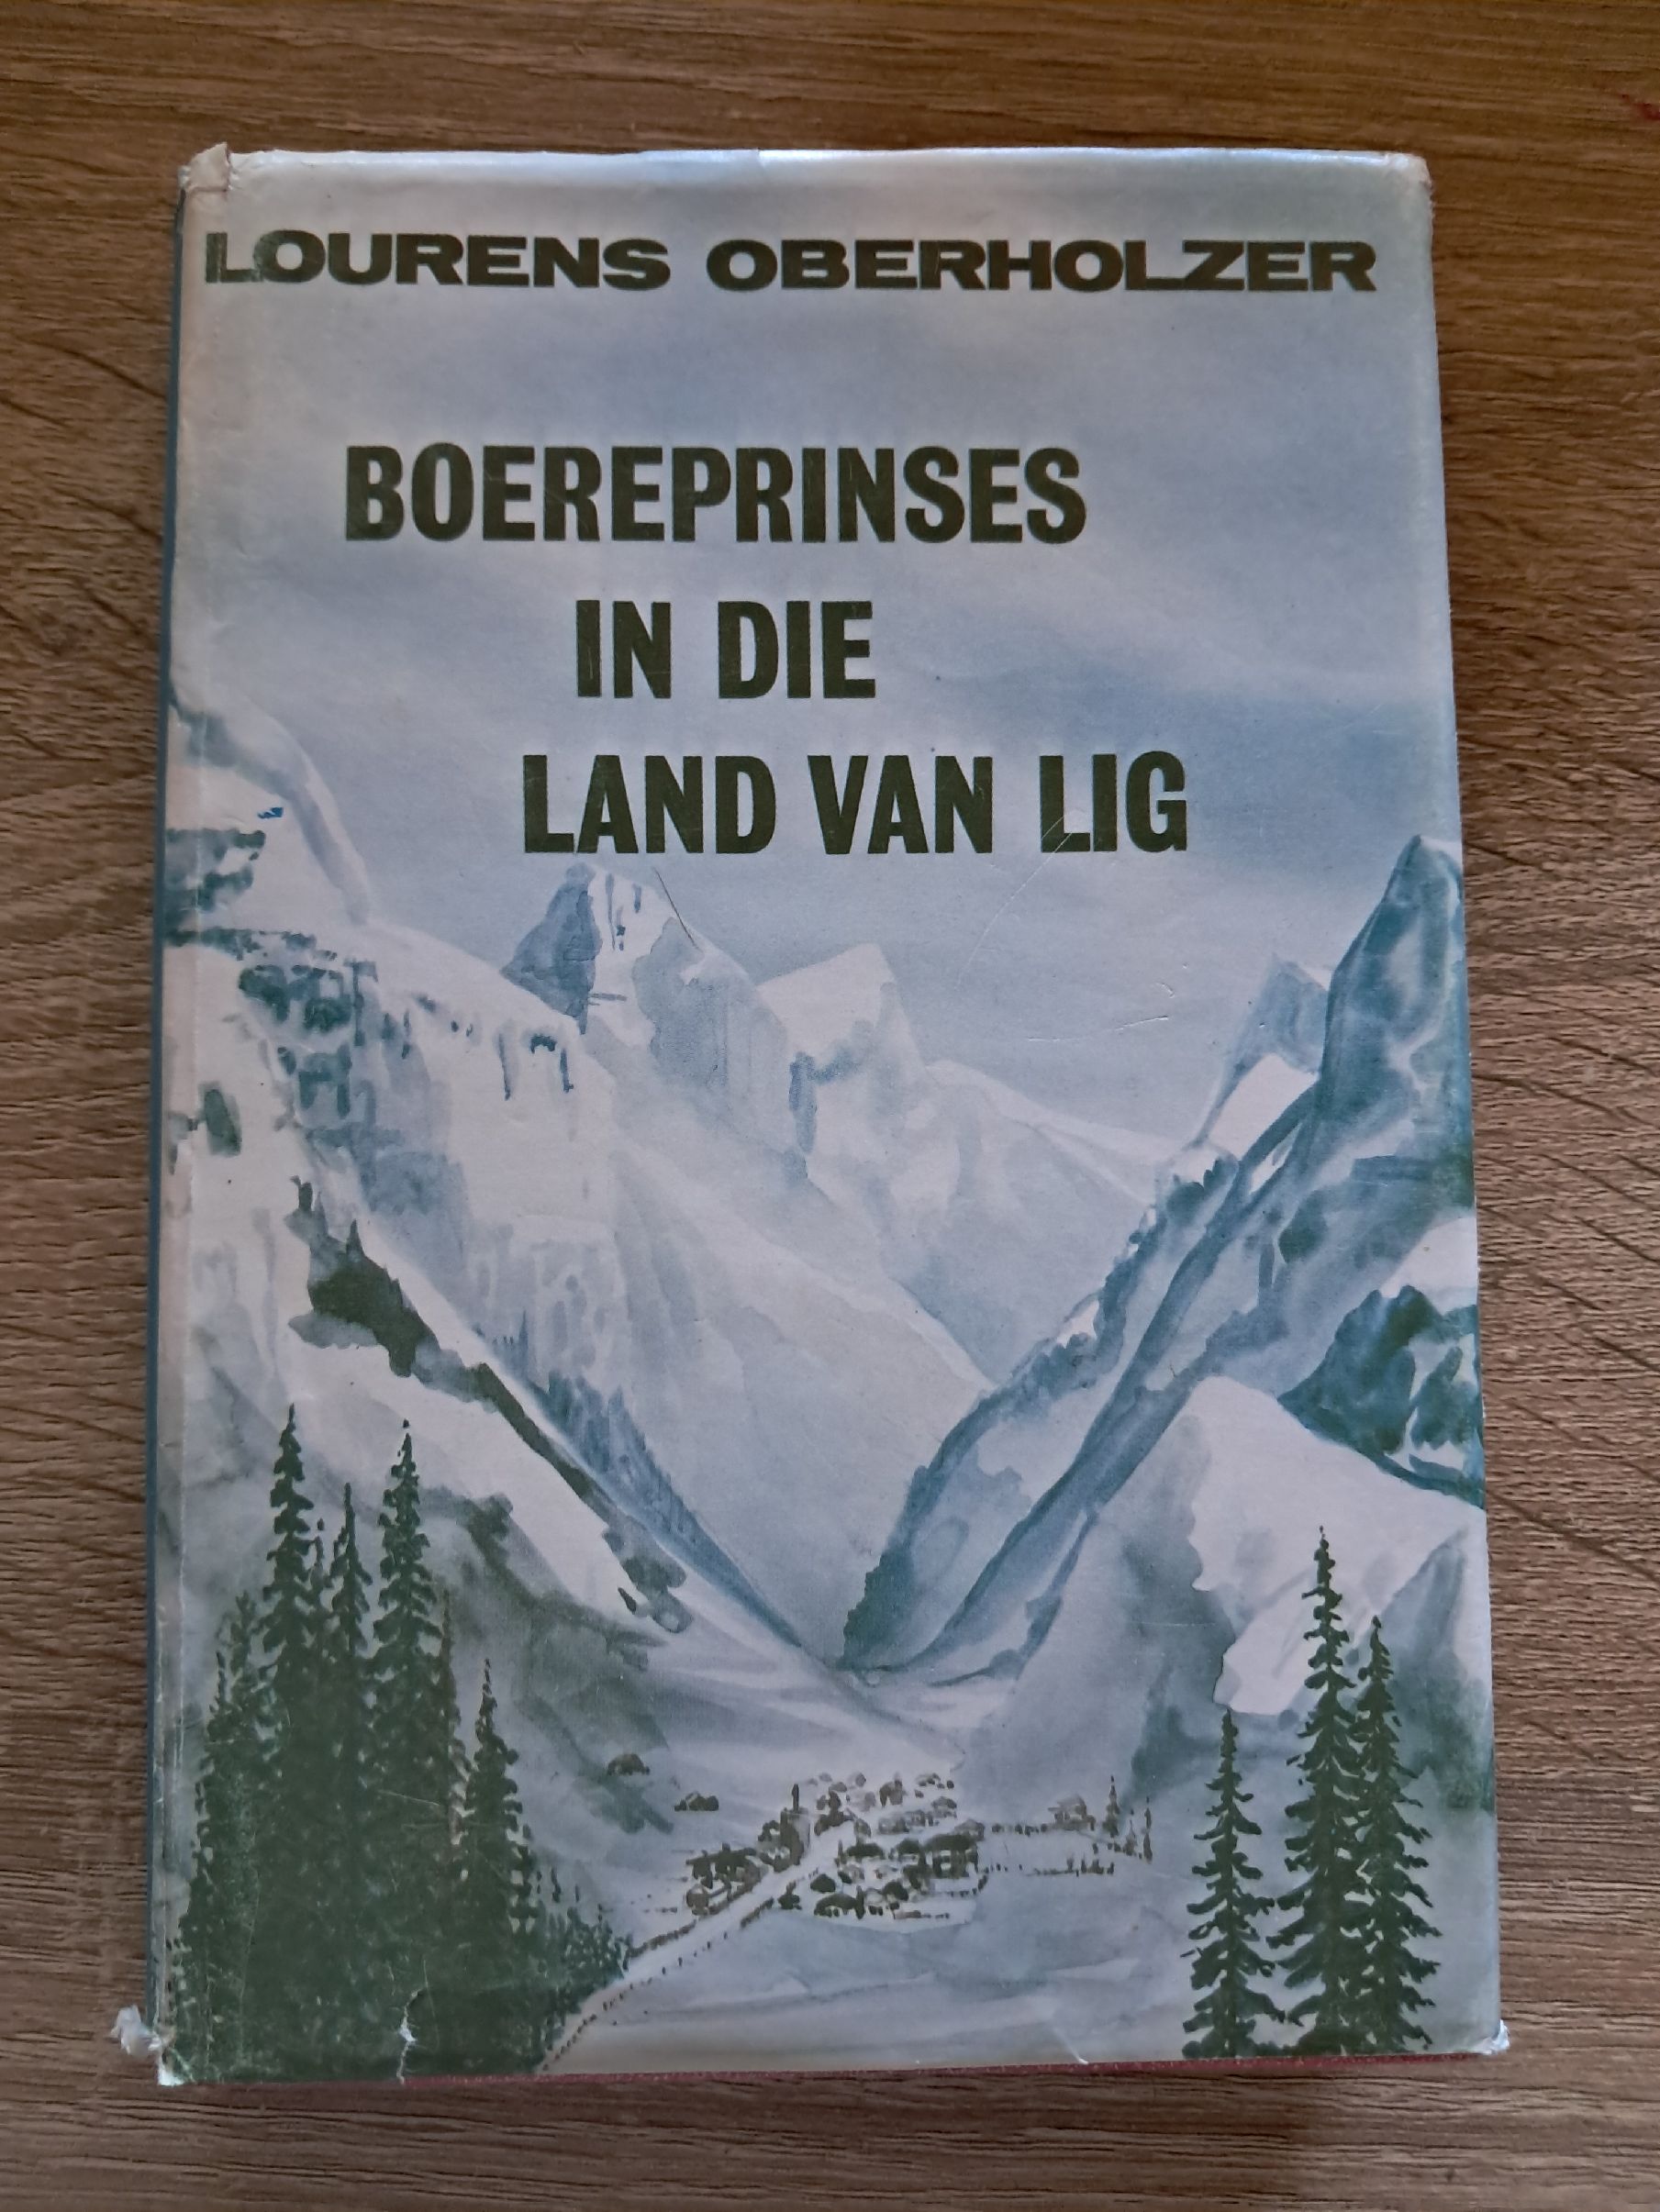 LOURENS OBERHOLZER
BOEREPRINSES
IN DIE
LAND VAN LIG